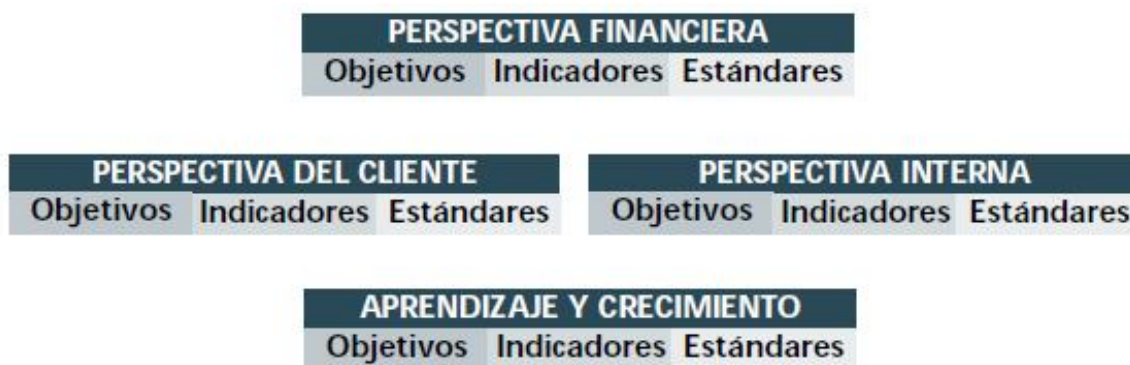 PERSPECTIVA FINANCIERA
Objetivos Indicadores Estándares
PERSPECTIVA DEL CLIENTE
Objetivos Indicadores Estándares
PERSPECTIVA INTERNA
Objetivos Indicadores Estándares
APRENDIZAJE Y CRECIMIENTO
Objetivos Indicadores Estándares